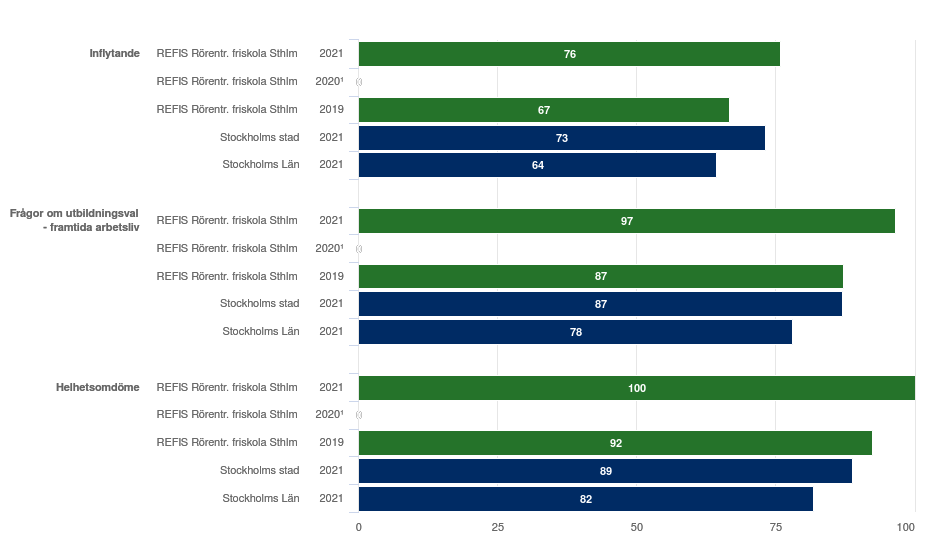 Inflytande REFIS Rörentr. friskola Sthlm 2021 76
REFIS Rörentr. friskola Sthlm 2020¹
REFIS Rörentr. friskola Sthlm 2019 67
Stockholms stad 2021 73
Stockholms Län 2021 64
Frågor om utbildningsval
- framtida arbetsliv
REFIS Rörentr. friskola Sthlm 2021 97
REFIS Rörentr. friskola Sthlm 2020¹
REFIS Rörentr. friskola Sthlm 2019 87
Stockholms stad 2021 87
Stockholms Län 2021 78
Helhetsomdöme REFIS Rörentr. friskola Sthlm 2021 100
REFIS Rörentr. friskola Sthlm 2020¹
REFIS Rörentr. friskola Sthlm 2019 92
Stockholms stad 2021 89
Stockholms Län 2021 82
0 25 50 75 100